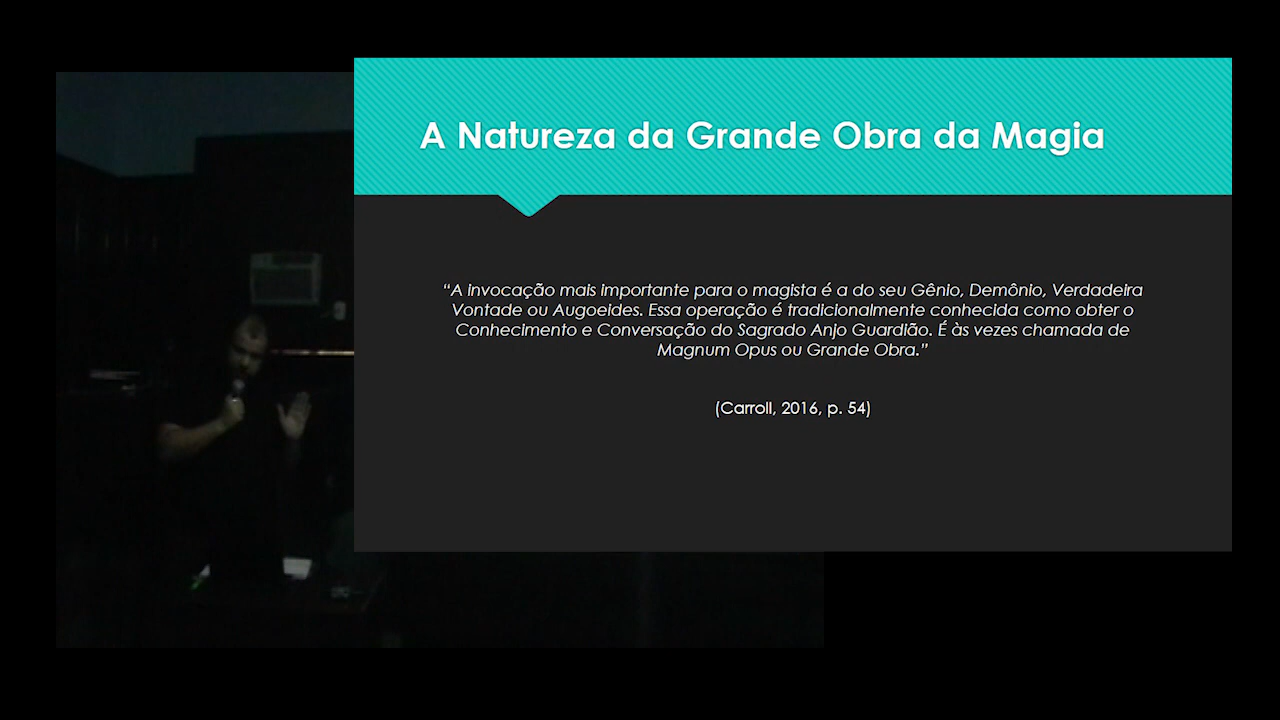 A Natureza da Grande Obra da Magia
“A invocação mais importante para o magista é a do seu Gênio, Demônio, Verdadeira
Vontade ou Augoeides. Essa operação é tradicionalmente conhecida como obter o
Conhecimento e Conversação do Sagrado Anjo Guardião. É às vezes chamada de
Magnum Opus ou Grande Obra.”
(Carroll, 2016, p. 54)